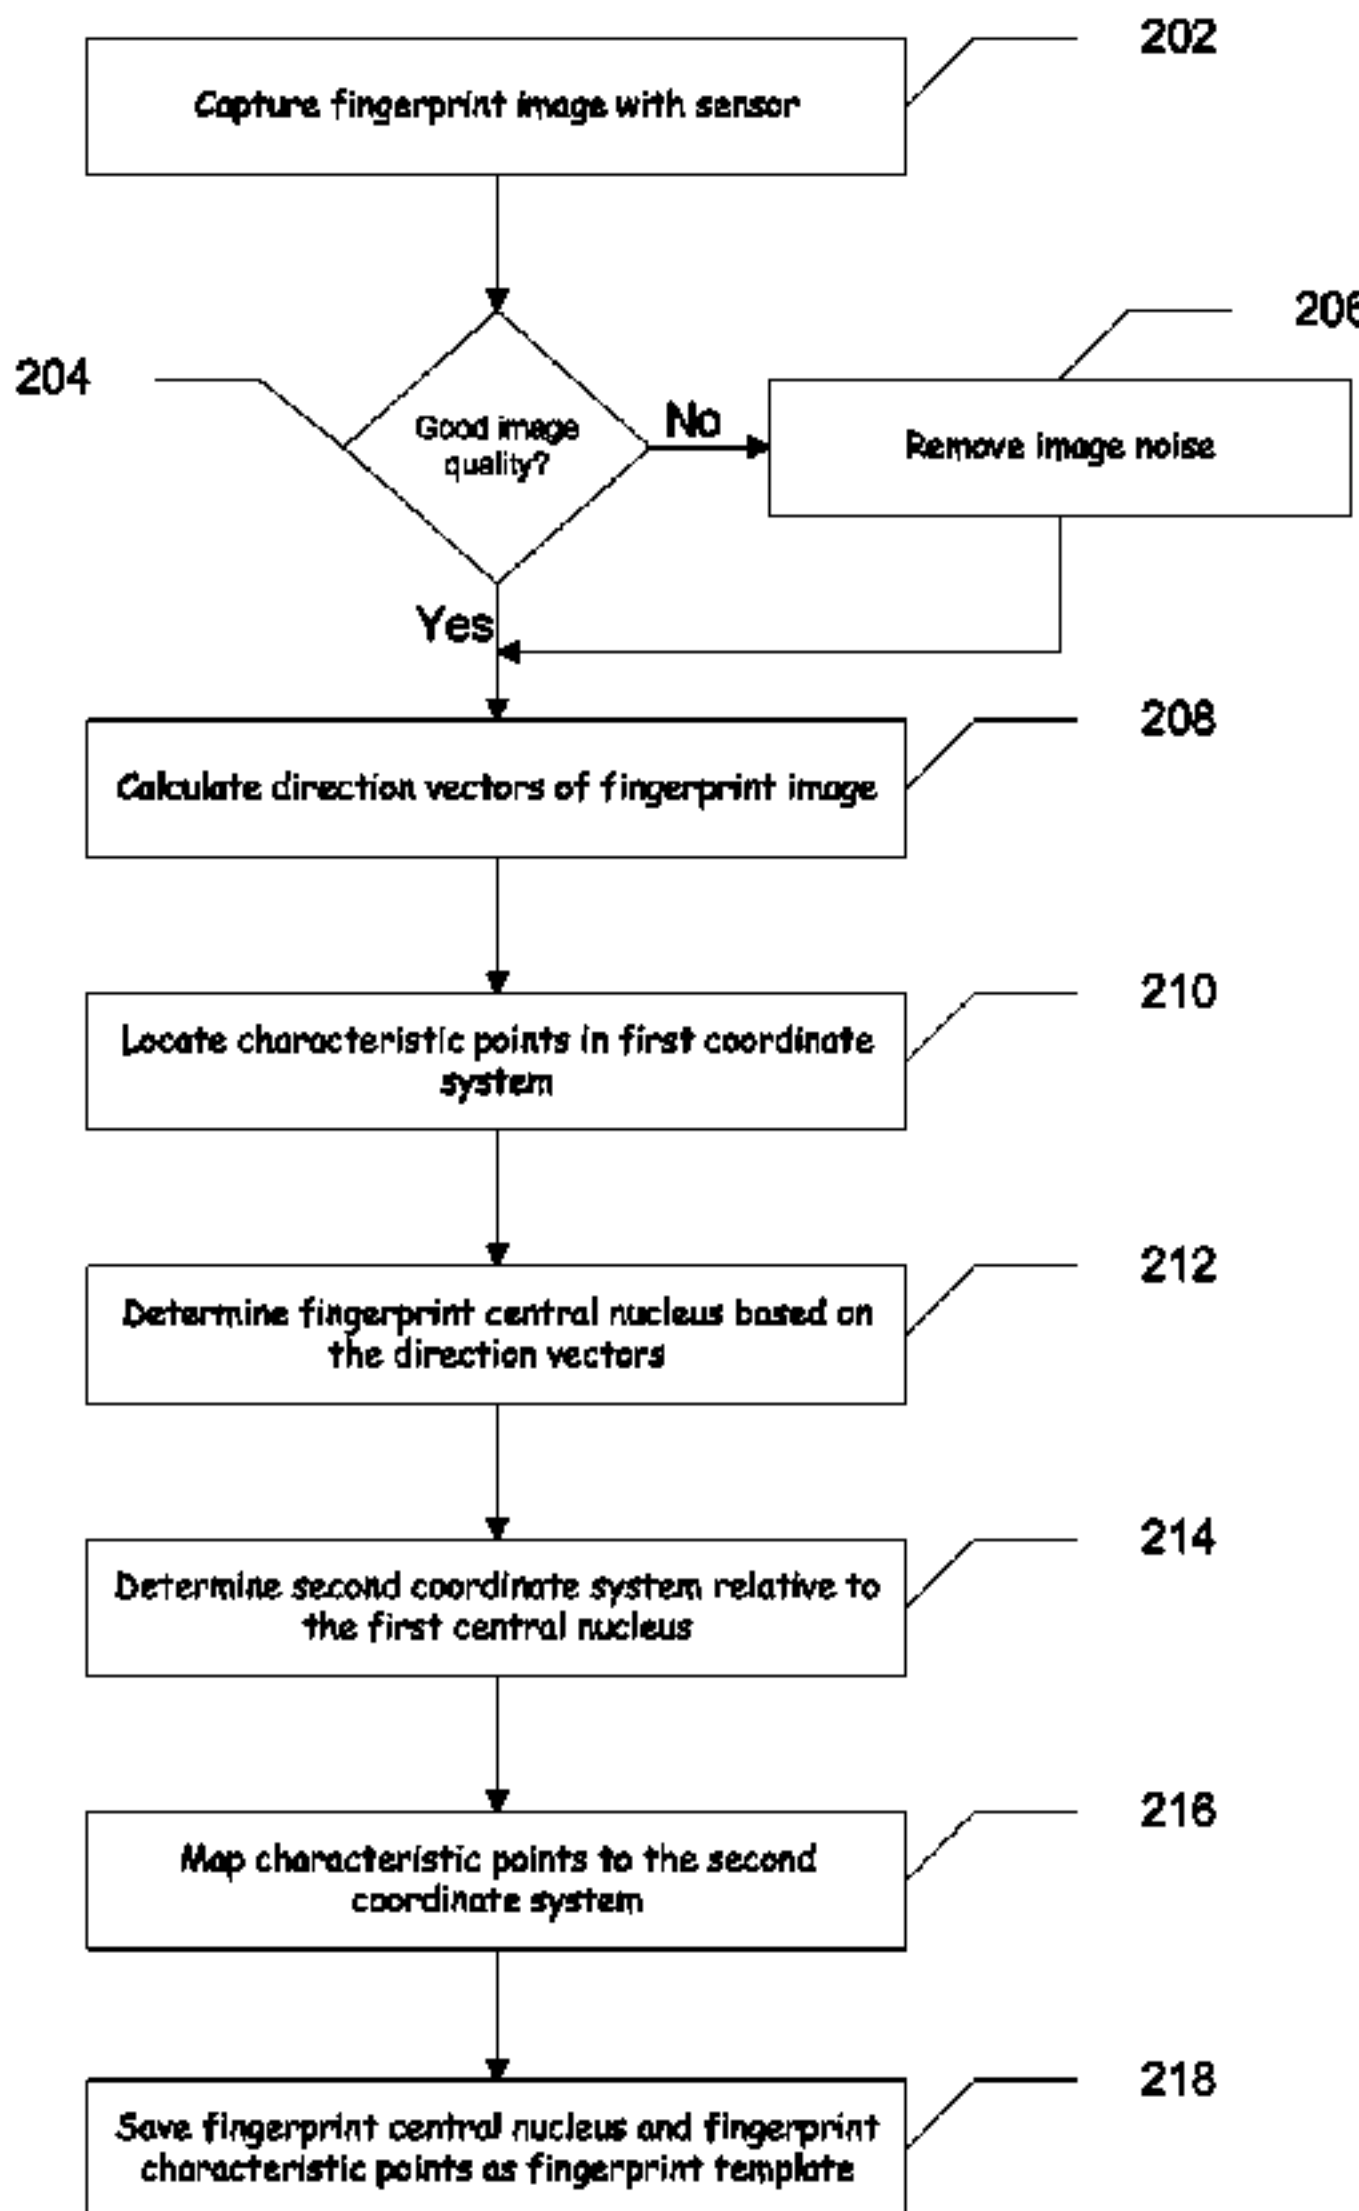 202
Capture fingerprint image with sensor
206
204
Good image
quality?
No
Remove image noise
Yes
208
Calculate direction vectors of fingerprint image
210
Locate characteristic points in first coordinate
system
212
Determine fingerprint central nucleus based on
the direction vectors
214
Determine second coordinate system relative to
the first central nucleus
216
Map characteristic points to the second
coordinate system
218
Save fingerprint central nucleus and fingerprint
characteristic points as fingerprint template